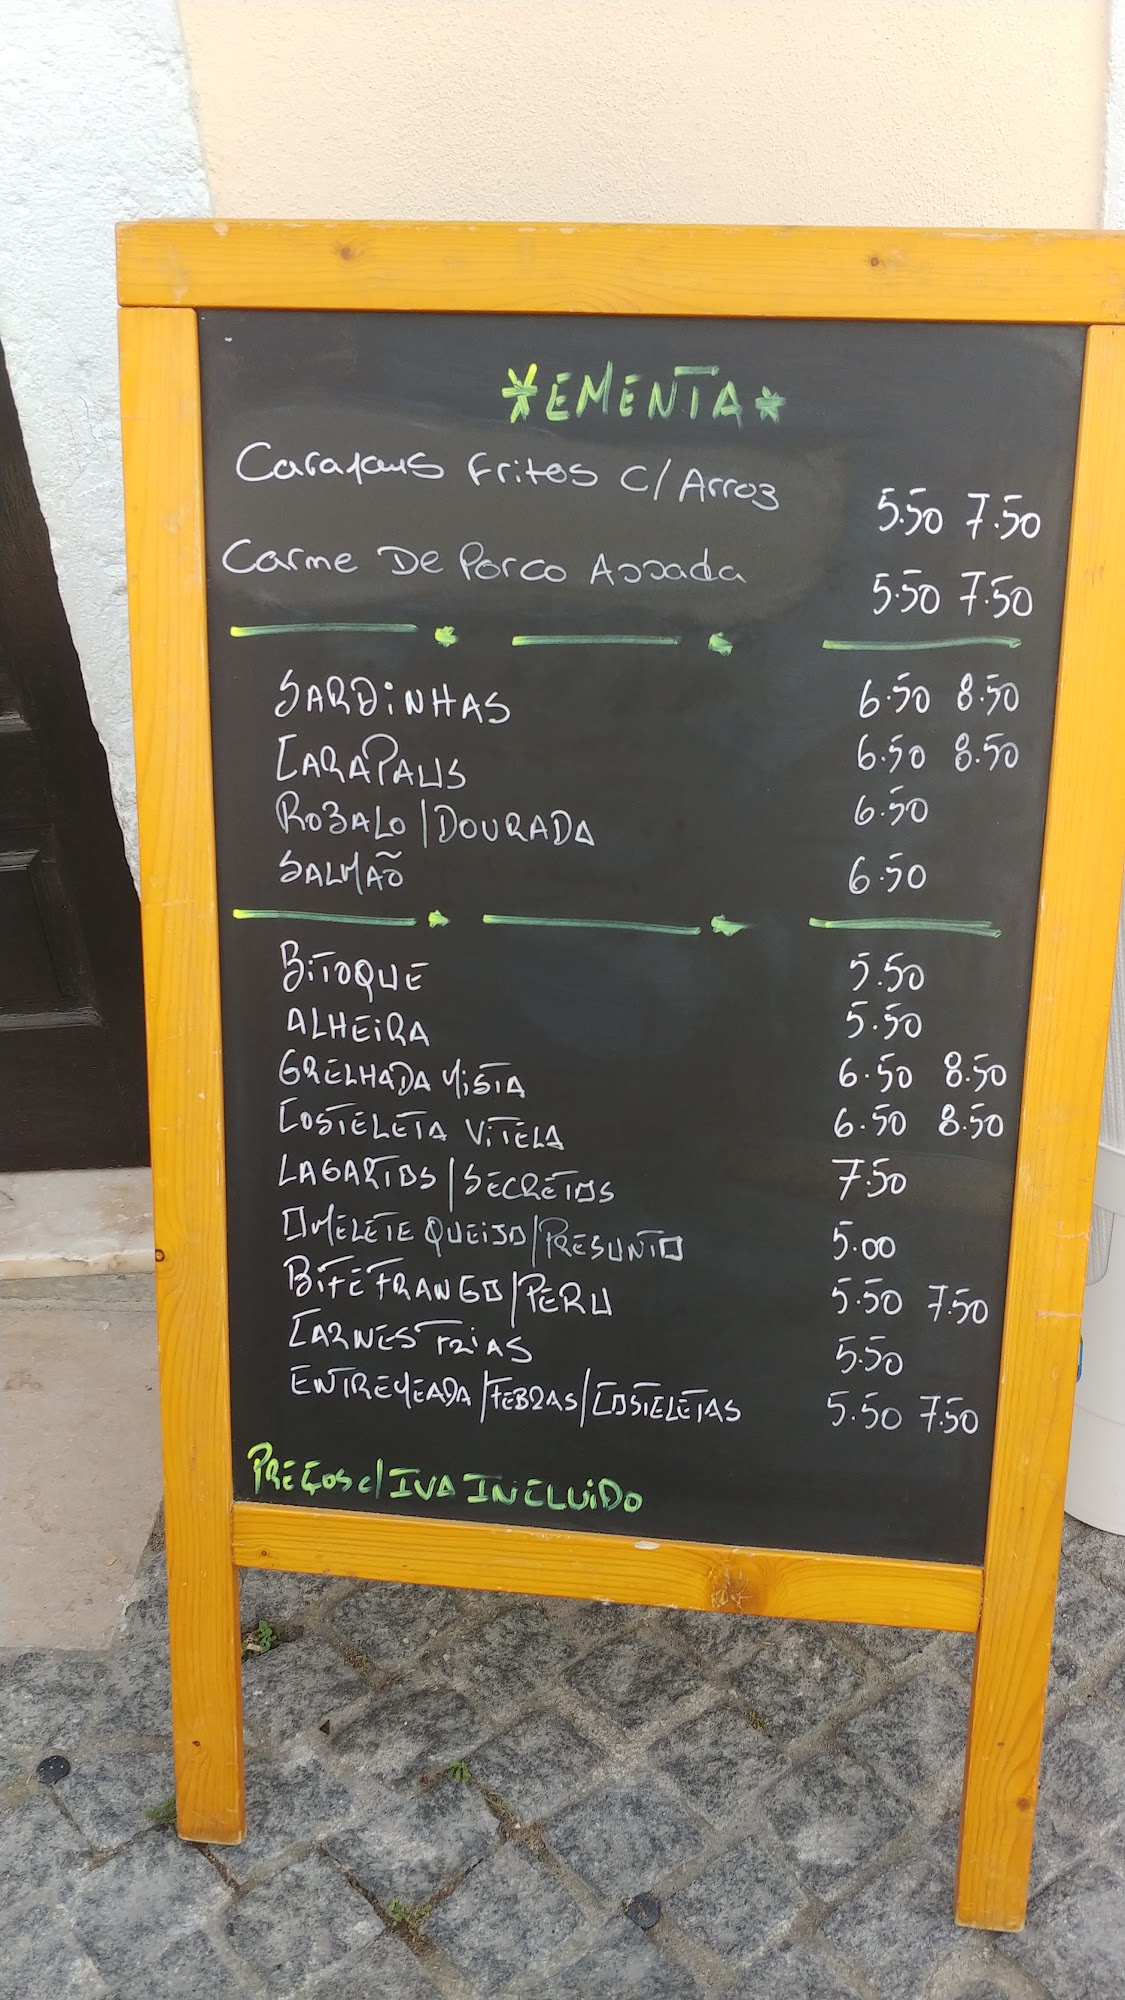 *EMENTA*
Carapaus Fritos C/ Arroz 5.50 7.50
Carne De Porco Assada 5.50 7.50
SARDiNHAS 6.50 8.50
CARAPAUS 6.50 8.50
ROBALO/DOURADA 6.50
SALMÃO 6.50
BiTOQUE 5.50
ALHEiRA 5.50
GRELHADA MiSTA 6.50 8.50
COSTELETA ViTELA 6.50 8.50
LAGARTOS/SECRETOS 7.50
OMELETE QUEiJO/PRESUNTO 5.00
BiFE FRANGO/PERU 5.50 7.50
CARNES FRiAS 5.50
ENTREMEADA/FEBRAS/COSTELETAS 5.50 7.50
PREÇOS c/ IVA INCLUiDO